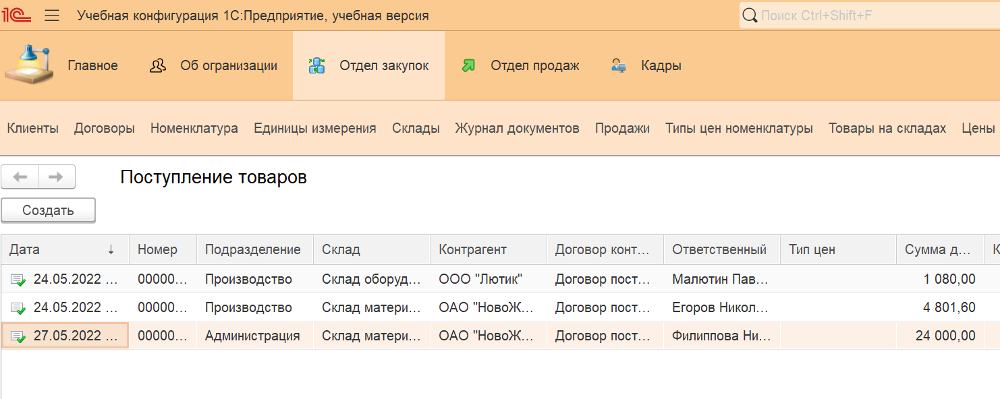 1С Учебная конфигурация 1С:Предприятие, учебная версия Поиск Ctrl+Shift+F
Главное Об огранизации Отдел закупок Отдел продаж Кадры
Клиенты Договоры Номенклатура Единицы измерения Склады Журнал документов Продажи Типы цен номенклатуры Товары на складах Цены
Поступление товаров
Создать
Дата ↓ Номер Подразделение Склад Контрагент Договор конт... Ответственный Тип цен Сумма д... К
24.05.2022 ... 00000... Производство Склад оборуд... ООО "Лютик" Договор пост... Малютин Пав... 1 080,00
24.05.2022 ... 00000... Производство Склад матери... ОАО "НовоЖ... Договор пост... Егоров Никол... 4 801,60
27.05.2022 ... 00000... Администрация Склад матери... ОАО "НовоЖ... Договор пост... Филиппова Ни... 24 000,00